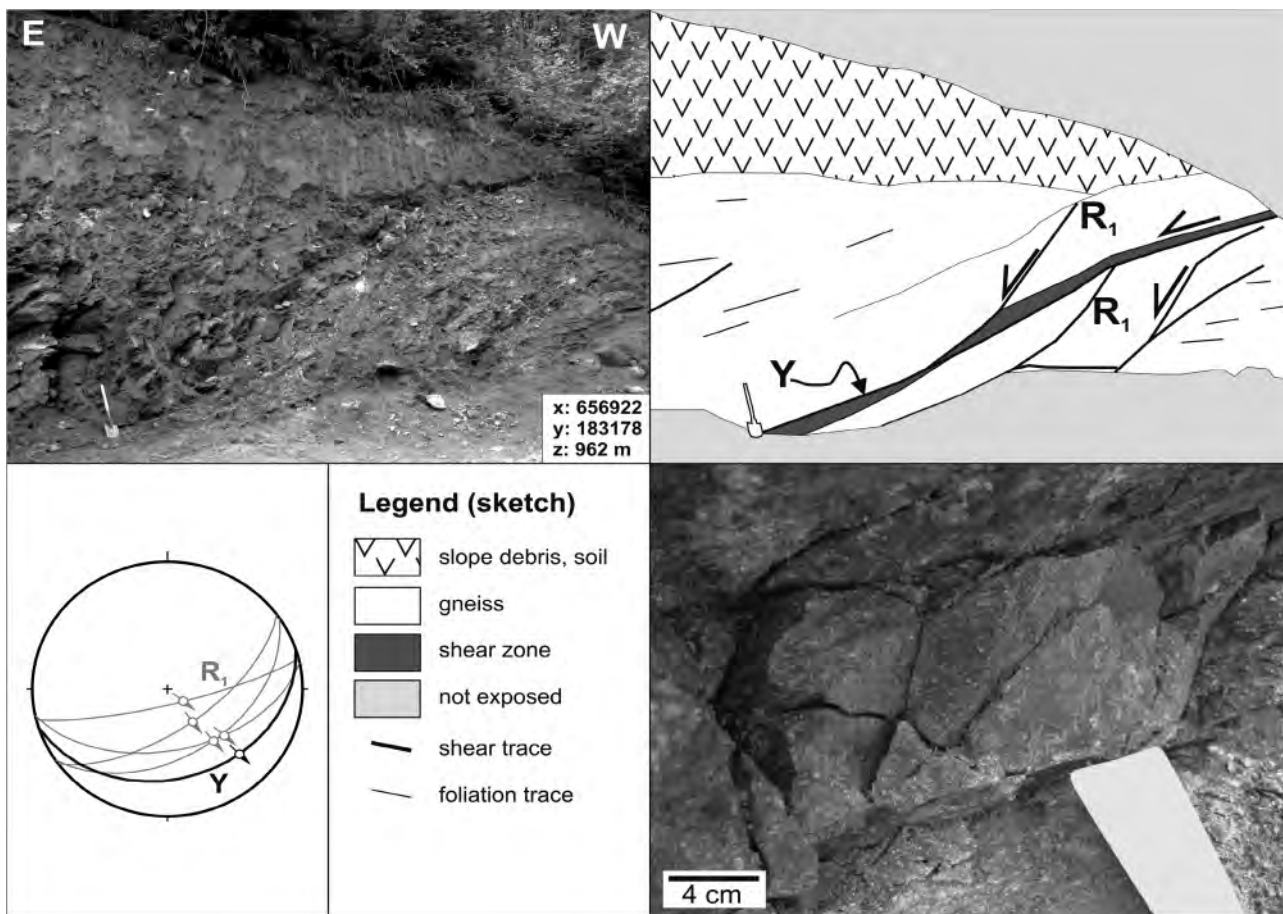 E
W
x: 656922
y: 183178
z: 962 m
R₁
R₁
Y
R₁
Y
Legend (sketch)
slope debris, soil
gneiss
shear zone
not exposed
shear trace
foliation trace
4 cm